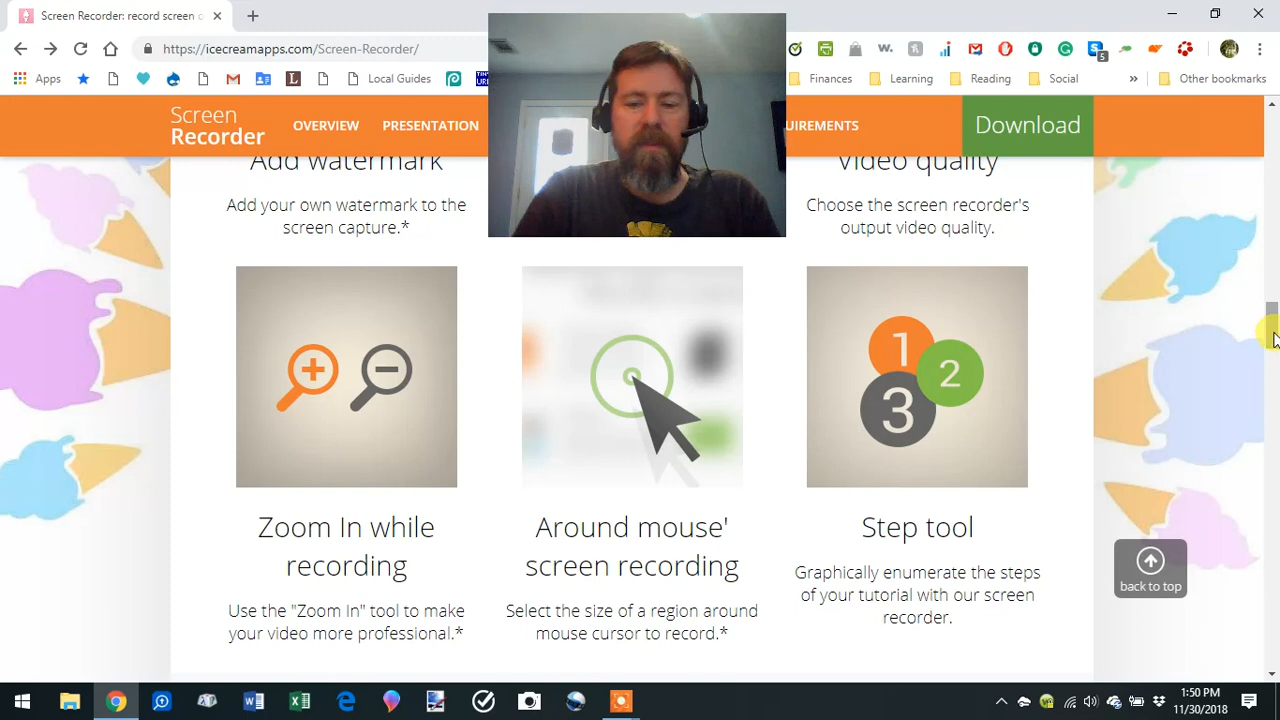 Screen Recorder: record screen o
https://icecreamapps.com/Screen-Recorder/
5
Apps
Local Guides
Finances
Learning
Reading
Social
Other bookmarks
Screen
Recorder
OVERVIEW
PRESENTATION
UIREMENTS
Download
Add watermark
Video quality
Add your own watermark to the
screen capture.*
Choose the screen recorder's
output video quality.
1
2
3
Zoom In while
recording
Around mouse'
screen recording
Step tool
Use the "Zoom In" tool to make
your video more professional.*
Select the size of a region around
mouse cursor to record.*
Graphically enumerate the steps
of your tutorial with our screen
recorder.
back to top
1:50 PM
11/30/2018